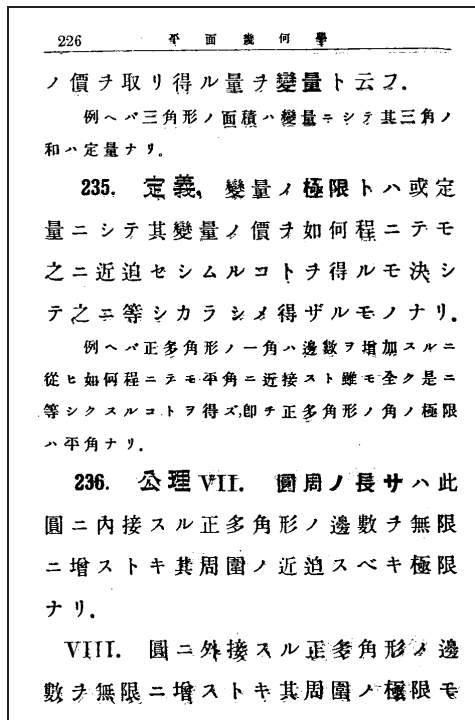 226 平面幾何學
ノ價ヲ取リ得ル量ヲ變量ト云フ.
例ヘバ三角形ノ面積ハ變量ニシテ其三角ノ
和ハ定量ナリ。
235. 定義、 變量ノ極限トハ或定
量ニシテ其變量ノ價ヲ如何程ニテモ
之ニ近迫セシムルコトヲ得ルモ決シ
テ之ニ等シカラシメ得ザルモノナリ.
例ヘバ正多角形ノ一角ハ邊數ヲ增加スルニ
從ヒ如何程ニテモ平角ニ近接スト雖モ全ク是ニ
等シクスルコトヲ得ズ,卽チ正多角形ノ角ノ極限
ハ平角ナリ.
236. 公理 VII. 圓周ノ長サハ此
圓ニ內接スル正多角形ノ邊數ヲ無限
ニ增ストキ其周圍ノ近迫スベキ極限
ナリ.
VIII. 圓ニ外接スル正多角形ノ邊
數ヲ無限ニ增ストキ其周圍ノ極限モ